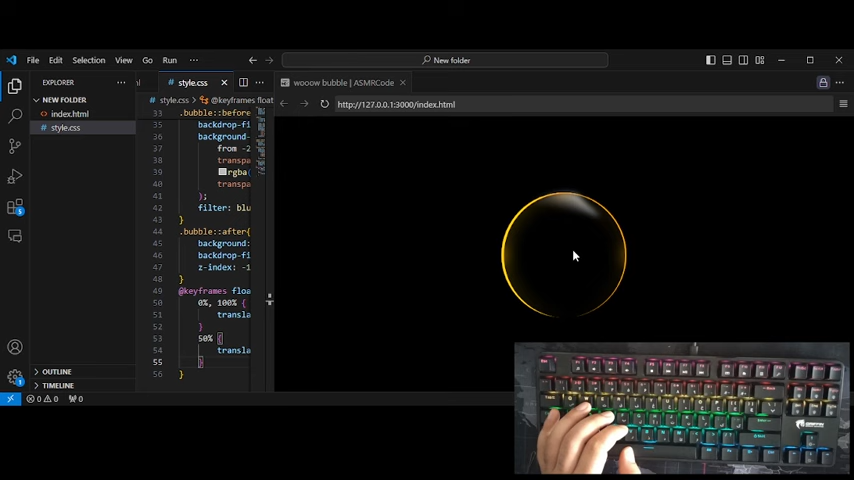 File Edit Selection View Go Run ··· New folder
EXPLORER ···
style.css
wooow bubble | ASMRCode
NEW FOLDER
index.html
style.css
style.css > @keyframes float
http://127.0.0.1:3000/index.html
33 .bubble::before
35 backdrop-fi
36 background-
37 from -2
38 transpa
39 rgba(
40 transpa
41 );
42 filter: blu
43 }
44 .bubble::after{
45 background:
46 backdrop-fi
47 z-index: -1
48 }
49 @keyframes floa
50 0%, 100% {
51 transla
52 }
53 50% {
54 transla
55 }
56 }
OUTLINE
TIMELINE
5
1
0 0 0